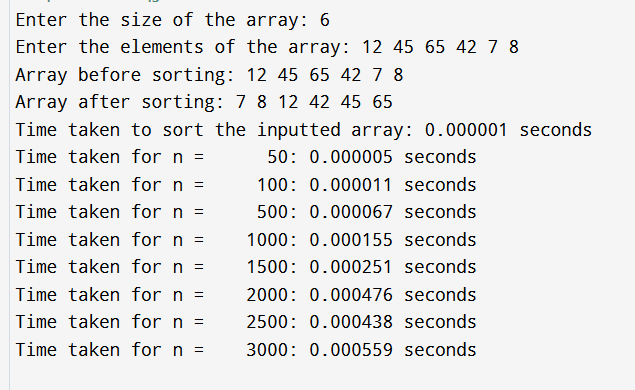 Enter the size of the array: 6
Enter the elements of the array: 12 45 65 42 7 8
Array before sorting: 12 45 65 42 7 8
Array after sorting: 7 8 12 42 45 65
Time taken to sort the inputted array: 0.000001 seconds
Time taken for n =      50: 0.000005 seconds
Time taken for n =     100: 0.000011 seconds
Time taken for n =     500: 0.000067 seconds
Time taken for n =    1000: 0.000155 seconds
Time taken for n =    1500: 0.000251 seconds
Time taken for n =    2000: 0.000476 seconds
Time taken for n =    2500: 0.000438 seconds
Time taken for n =    3000: 0.000559 seconds